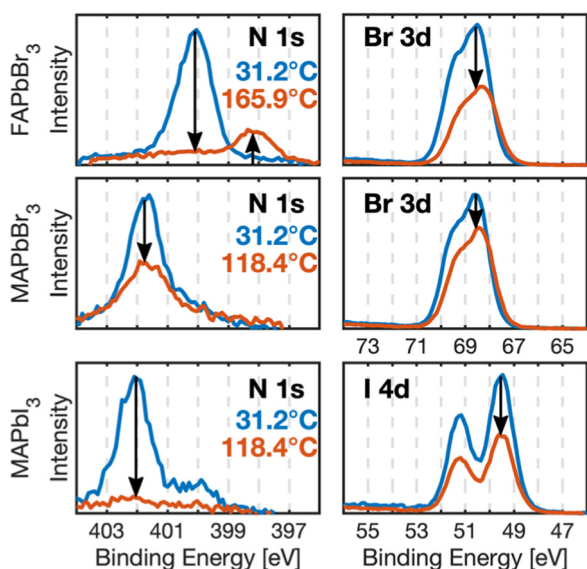 FAPbBr3
Intensity
N 1s
31.2°C
165.9°C
Br 3d
MAPbBr3
Intensity
N 1s
31.2°C
118.4°C
Br 3d
73 71 69 67 65
MAPbI3
Intensity
N 1s
31.2°C
118.4°C
I 4d
403 401 399 397
55 53 51 49 47
Binding Energy [eV]
Binding Energy [eV]